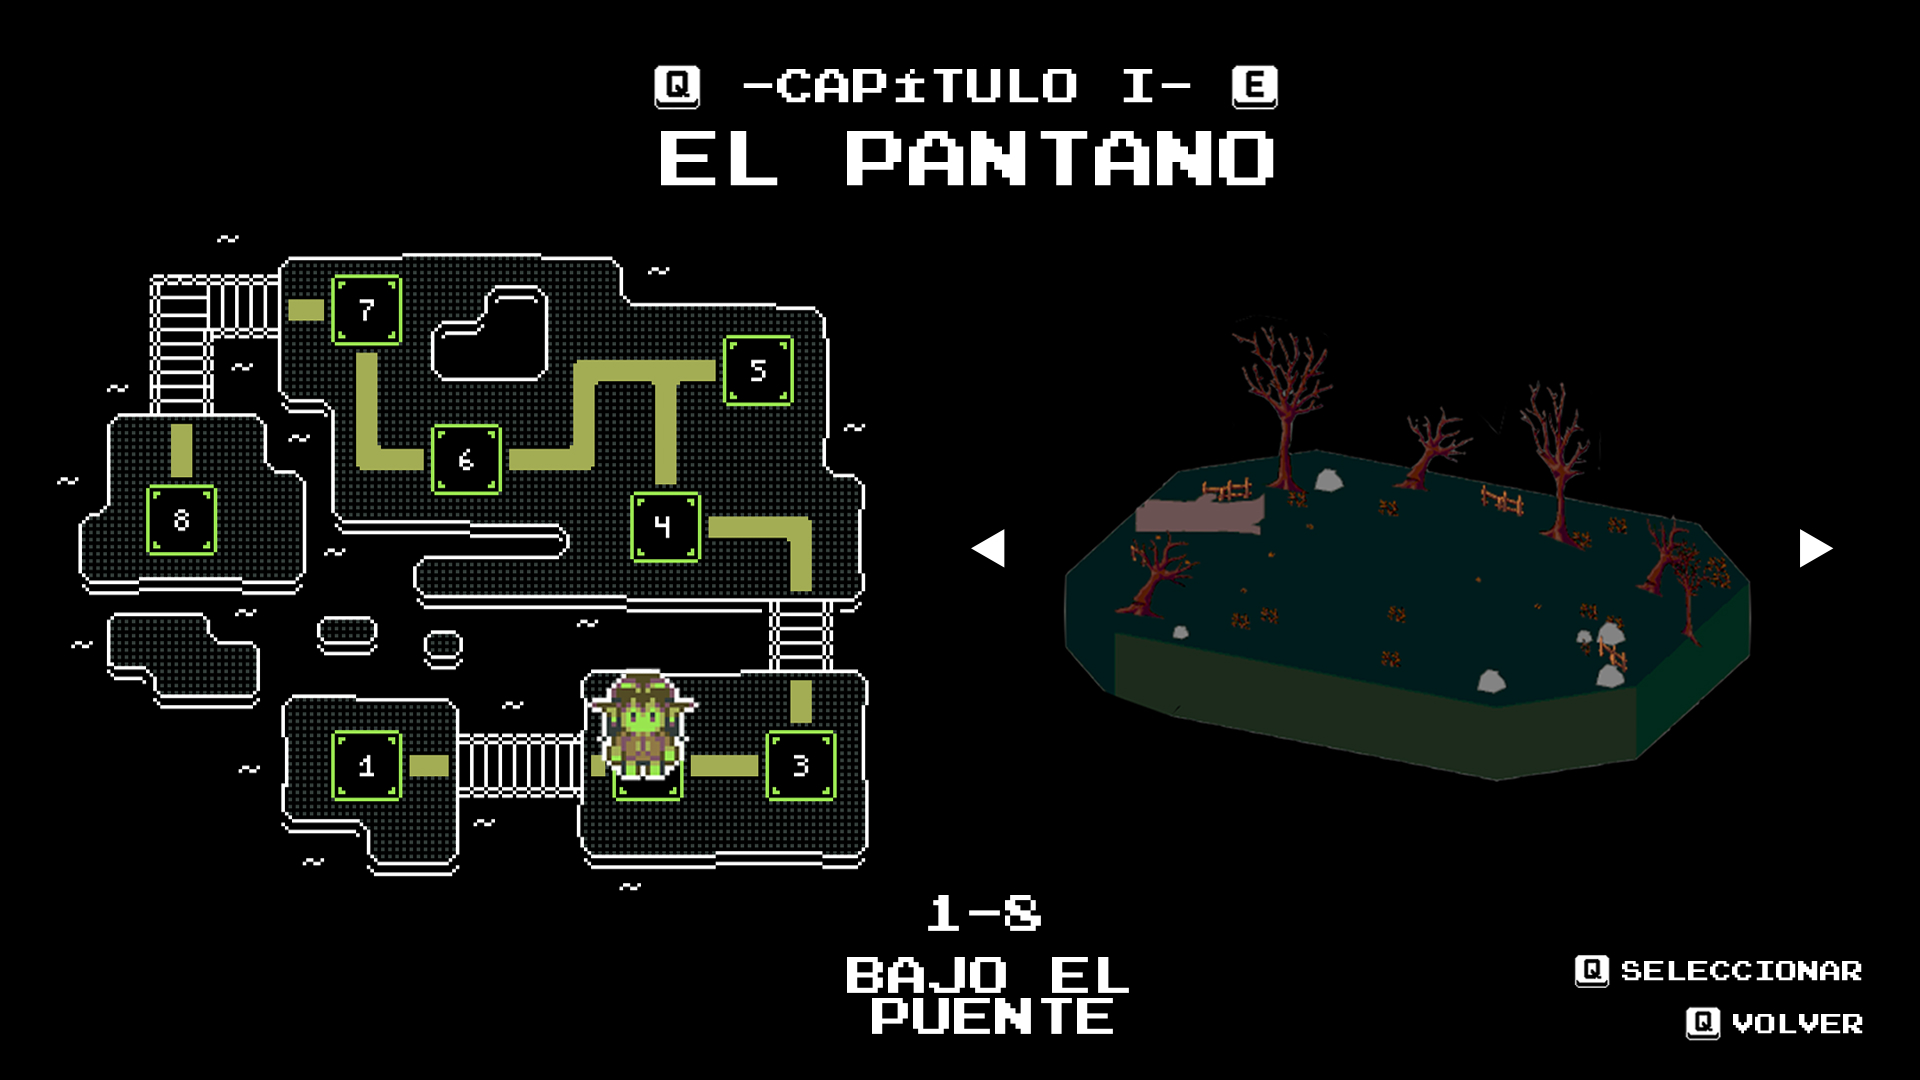 Q -CAPíTULO I- E
EL PANTANO
7
5
6
8
4
1
3
1-8
BAJO EL
PUENTE
Q SELECCIONAR
Q VOLVER